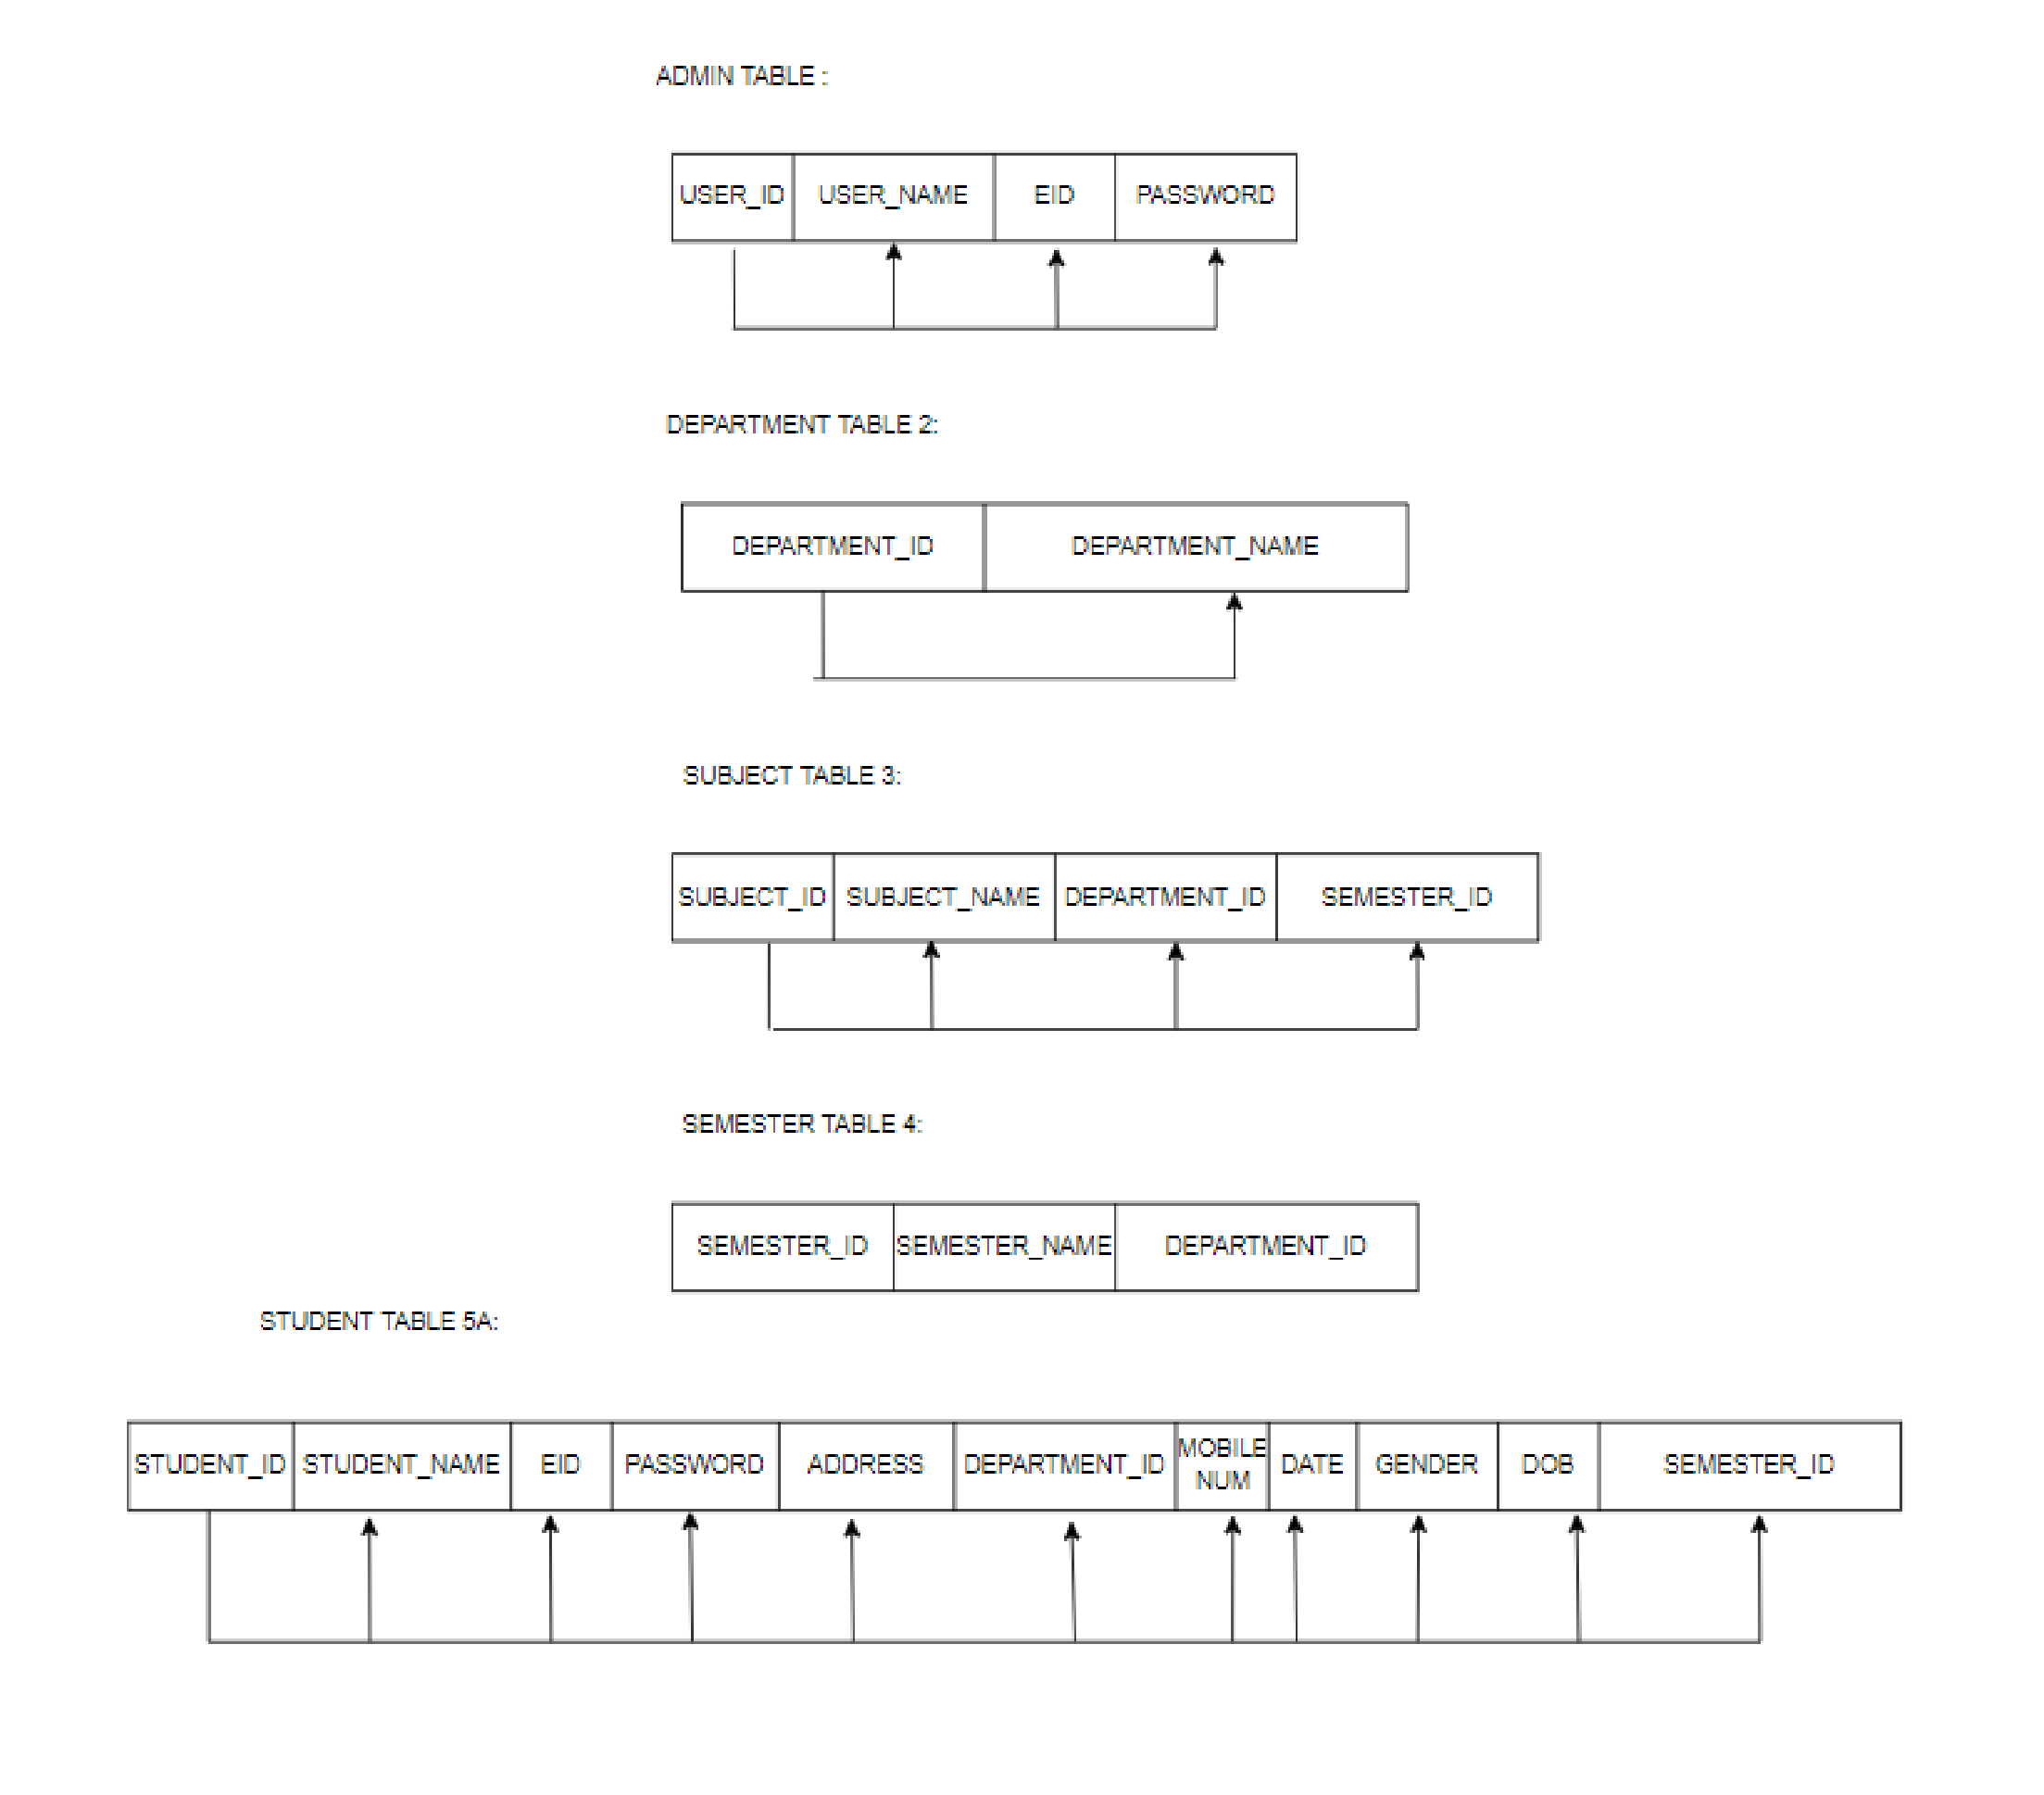 ADMIN TABLE :
USER_ID USER_NAME EID PASSWORD
DEPARTMENT TABLE 2:
DEPARTMENT_ID DEPARTMENT_NAME
SUBJECT TABLE 3:
SUBJECT_ID SUBJECT_NAME DEPARTMENT_ID SEMESTER_ID
SEMESTER TABLE 4:
SEMESTER_ID SEMESTER_NAME DEPARTMENT_ID
STUDENT TABLE 5A:
STUDENT_ID STUDENT_NAME EID PASSWORD ADDRESS DEPARTMENT_ID MOBILE NUM DATE GENDER DOB SEMESTER_ID